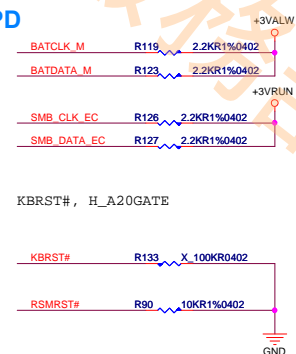 PD
+3VALW
BATCLK_M R119 2.2KR1%0402
BATDATA_M R123 2.2KR1%0402
+3VRUN
SMB_CLK_EC R126 2.2KR1%0402
SMB_DATA_EC R127 2.2KR1%0402
KBRST#, H_A20GATE
KBRST# R133 X_100KR0402
RSMRST# R90 10KR1%0402
GND